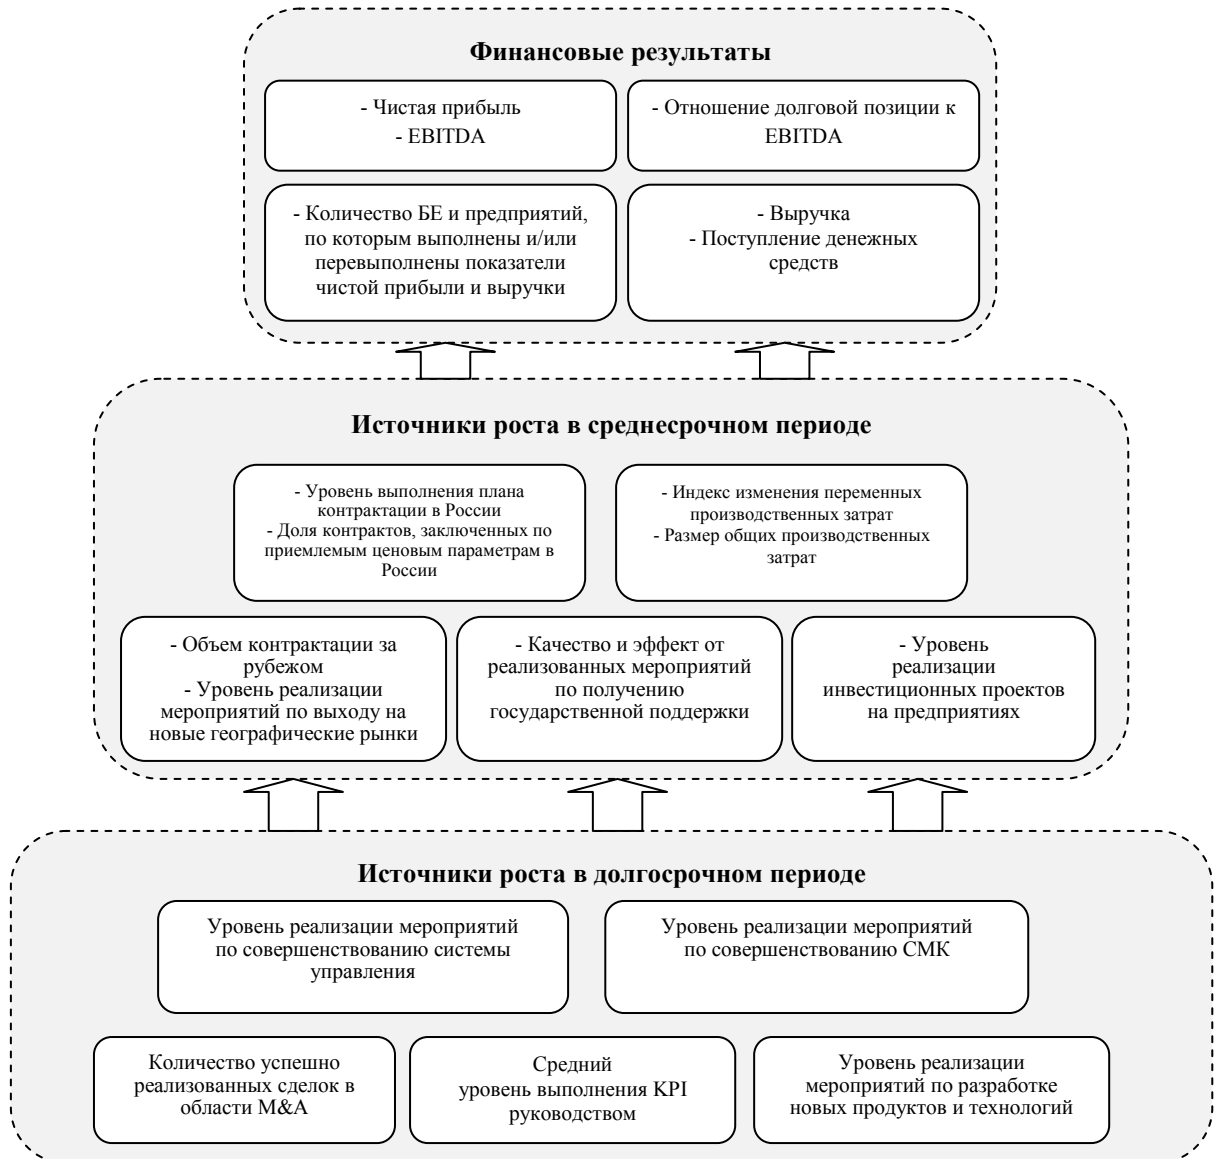 Финансовые результаты
- Чистая прибыль
- EBITDA
- Отношение долговой позиции к
EBITDA
- Количество БЕ и предприятий,
по которым выполнены и/или
перевыполнены показатели
чистой прибыли и выручки
- Выручка
- Поступление денежных
средств
Источники роста в среднесрочном периоде
- Уровень выполнения плана
контрактации в России
- Доля контрактов, заключенных по
приемлемым ценовым параметрам в
России
- Индекс изменения переменных
производственных затрат
- Размер общих производственных
затрат
- Объем контрактации за
рубежом
- Уровень реализации
мероприятий по выходу на
новые географические рынки
- Качество и эффект от
реализованных мероприятий
по получению
государственной поддержки
- Уровень
реализации
инвестиционных проектов
на предприятиях
Источники роста в долгосрочном периоде
Уровень реализации мероприятий
по совершенствованию системы
управления
Уровень реализации мероприятий
по совершенствованию СМК
Количество успешно
реализованных сделок в
области M&A
Средний
уровень выполнения KPI
руководством
Уровень реализации
мероприятий по разработке
новых продуктов и технологий